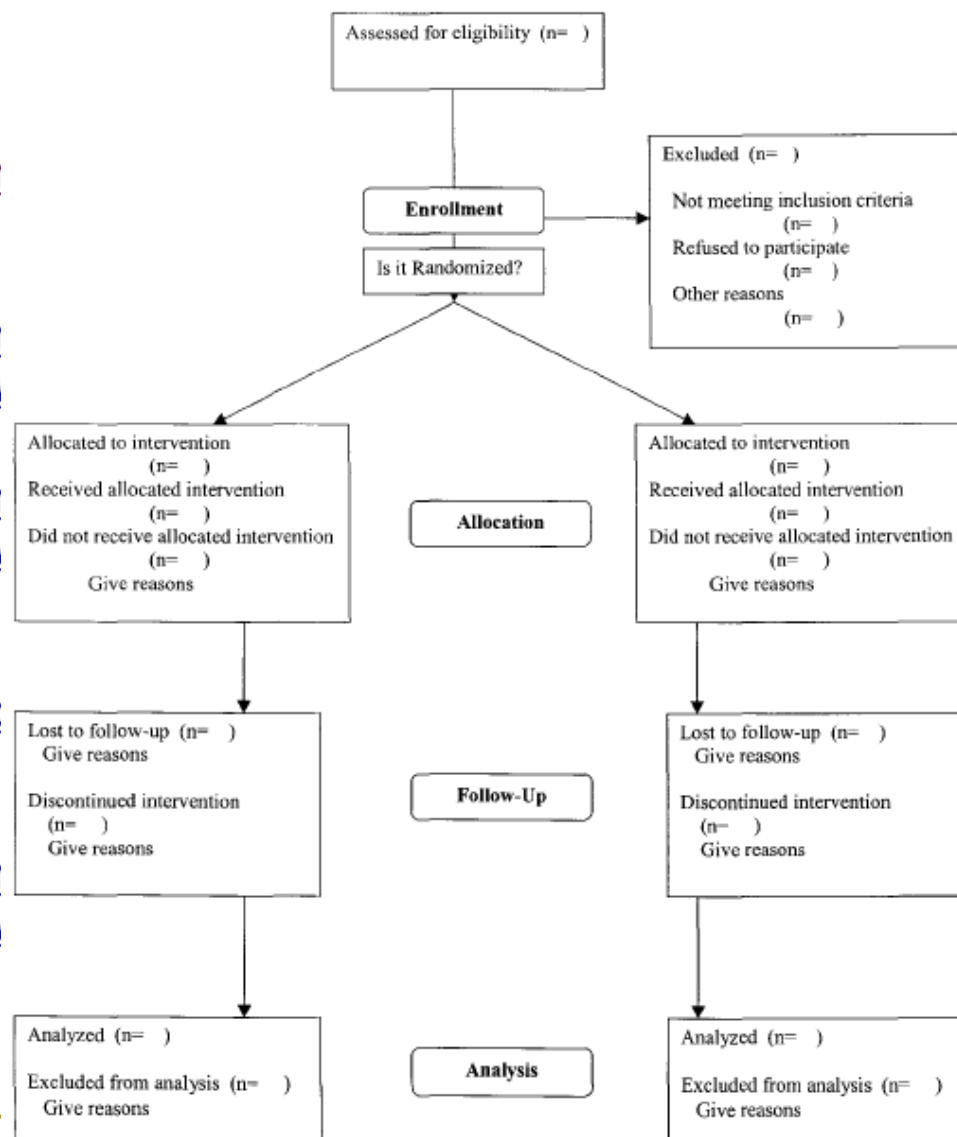 Assessed for eligibility (n= )
Excluded (n= )
Not meeting inclusion criteria
(n= )
Refused to participate
(n= )
Other reasons
(n= )
Enrollment
Is it Randomized?
Allocated to intervention
(n= )
Received allocated intervention
(n= )
Did not receive allocated intervention
(n= )
Give reasons
Allocation
Allocated to intervention
(n= )
Received allocated intervention
(n= )
Did not receive allocated intervention
(n= )
Give reasons
Lost to follow-up (n= )
Give reasons
Discontinued intervention
(n= )
Give reasons
Follow-Up
Lost to follow-up (n= )
Give reasons
Discontinued intervention
(n= )
Give reasons
Analyzed (n= )
Excluded from analysis (n= )
Give reasons
Analysis
Analyzed (n= )
Excluded from analysis (n= )
Give reasons